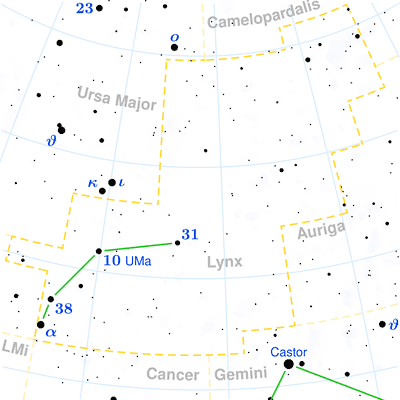 23
Camelopardalis
ο
Ursa Major
ϑ
κ
ι
31
Auriga
10 UMa
Lynx
38
α
ϑ
LMi
Castor
Cancer
Gemini